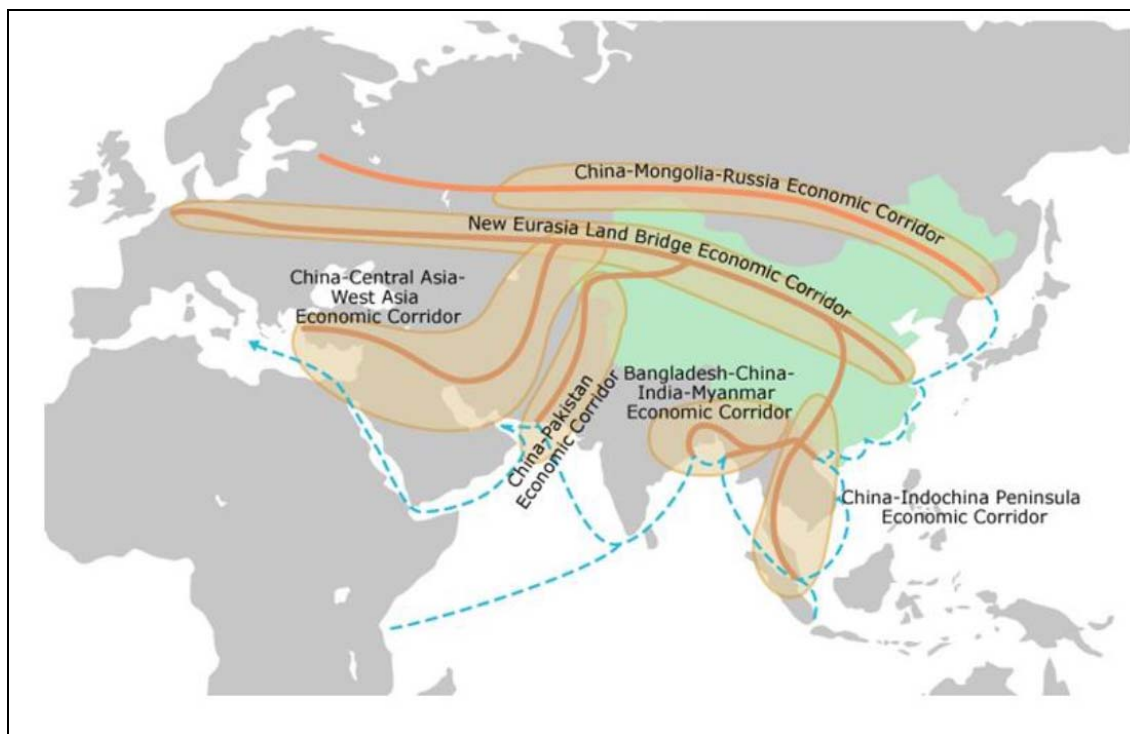 China-Mongolia-Russia Economic Corridor
New Eurasia Land Bridge Economic Corridor
China-Central Asia-
West Asia
Economic Corridor
China-Pakistan
Economic Corridor
Bangladesh-China-
India-Myanmar
Economic Corridor
China-Indochina Peninsula
Economic Corridor